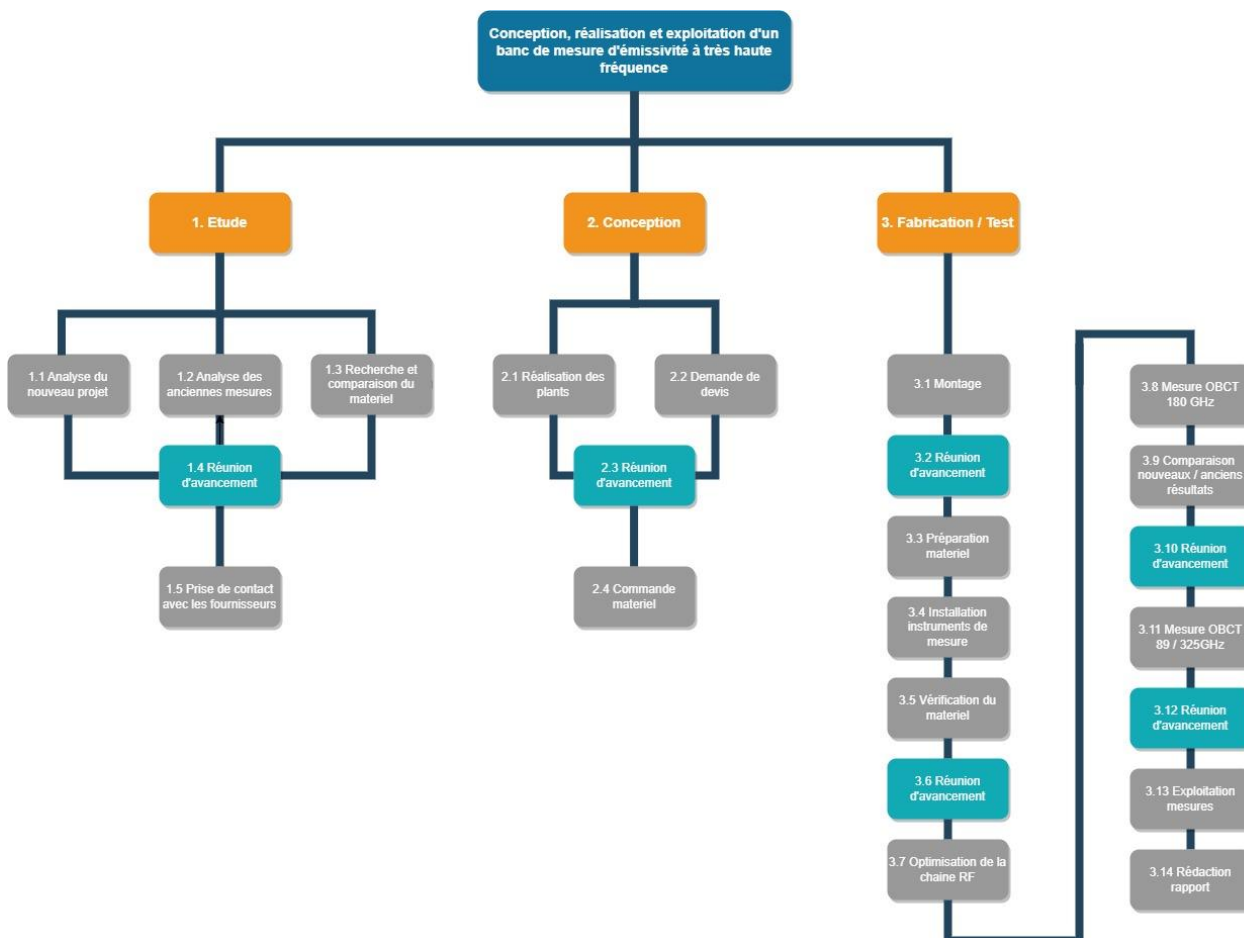 Conception, réalisation et exploitation d'un
banc de mesure d'émissivité à très haute
fréquence
1. Etude
2. Conception
3. Fabrication / Test
1.1 Analyse du
nouveau projet
1.2 Analyse des
anciennes mesures
1.3 Recherche et
comparaison du
materiel
1.4 Réunion
d'avancement
1.5 Prise de contact
avec les fournisseurs
2.1 Réalisation des
plants
2.2 Demande de
devis
2.3 Réunion
d'avancement
2.4 Commande
materiel
3.1 Montage
3.2 Réunion
d'avancement
3.3 Préparation
materiel
3.4 Installation
instruments de
mesure
3.5 Vérification du
materiel
3.6 Réunion
d'avancement
3.7 Optimisation de la
chaine RF
3.8 Mesure OBCT
180 GHz
3.9 Comparaison
nouveaux / anciens
résultats
3.10 Réunion
d'avancement
3.11 Mesure OBCT
89 / 325GHz
3.12 Réunion
d'avancement
3.13 Exploitation
mesures
3.14 Rédaction
rapport